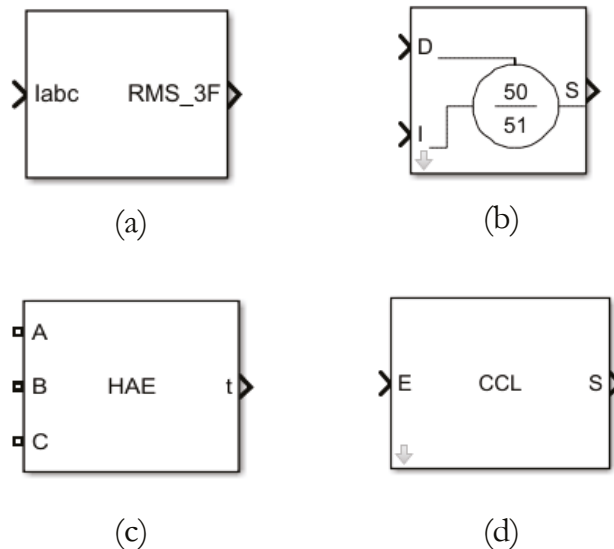 Iabc RMS_3F
D
50
51
S
I
(a)
(b)
A
B HAE t
C
E CCL S
(c)
(d)